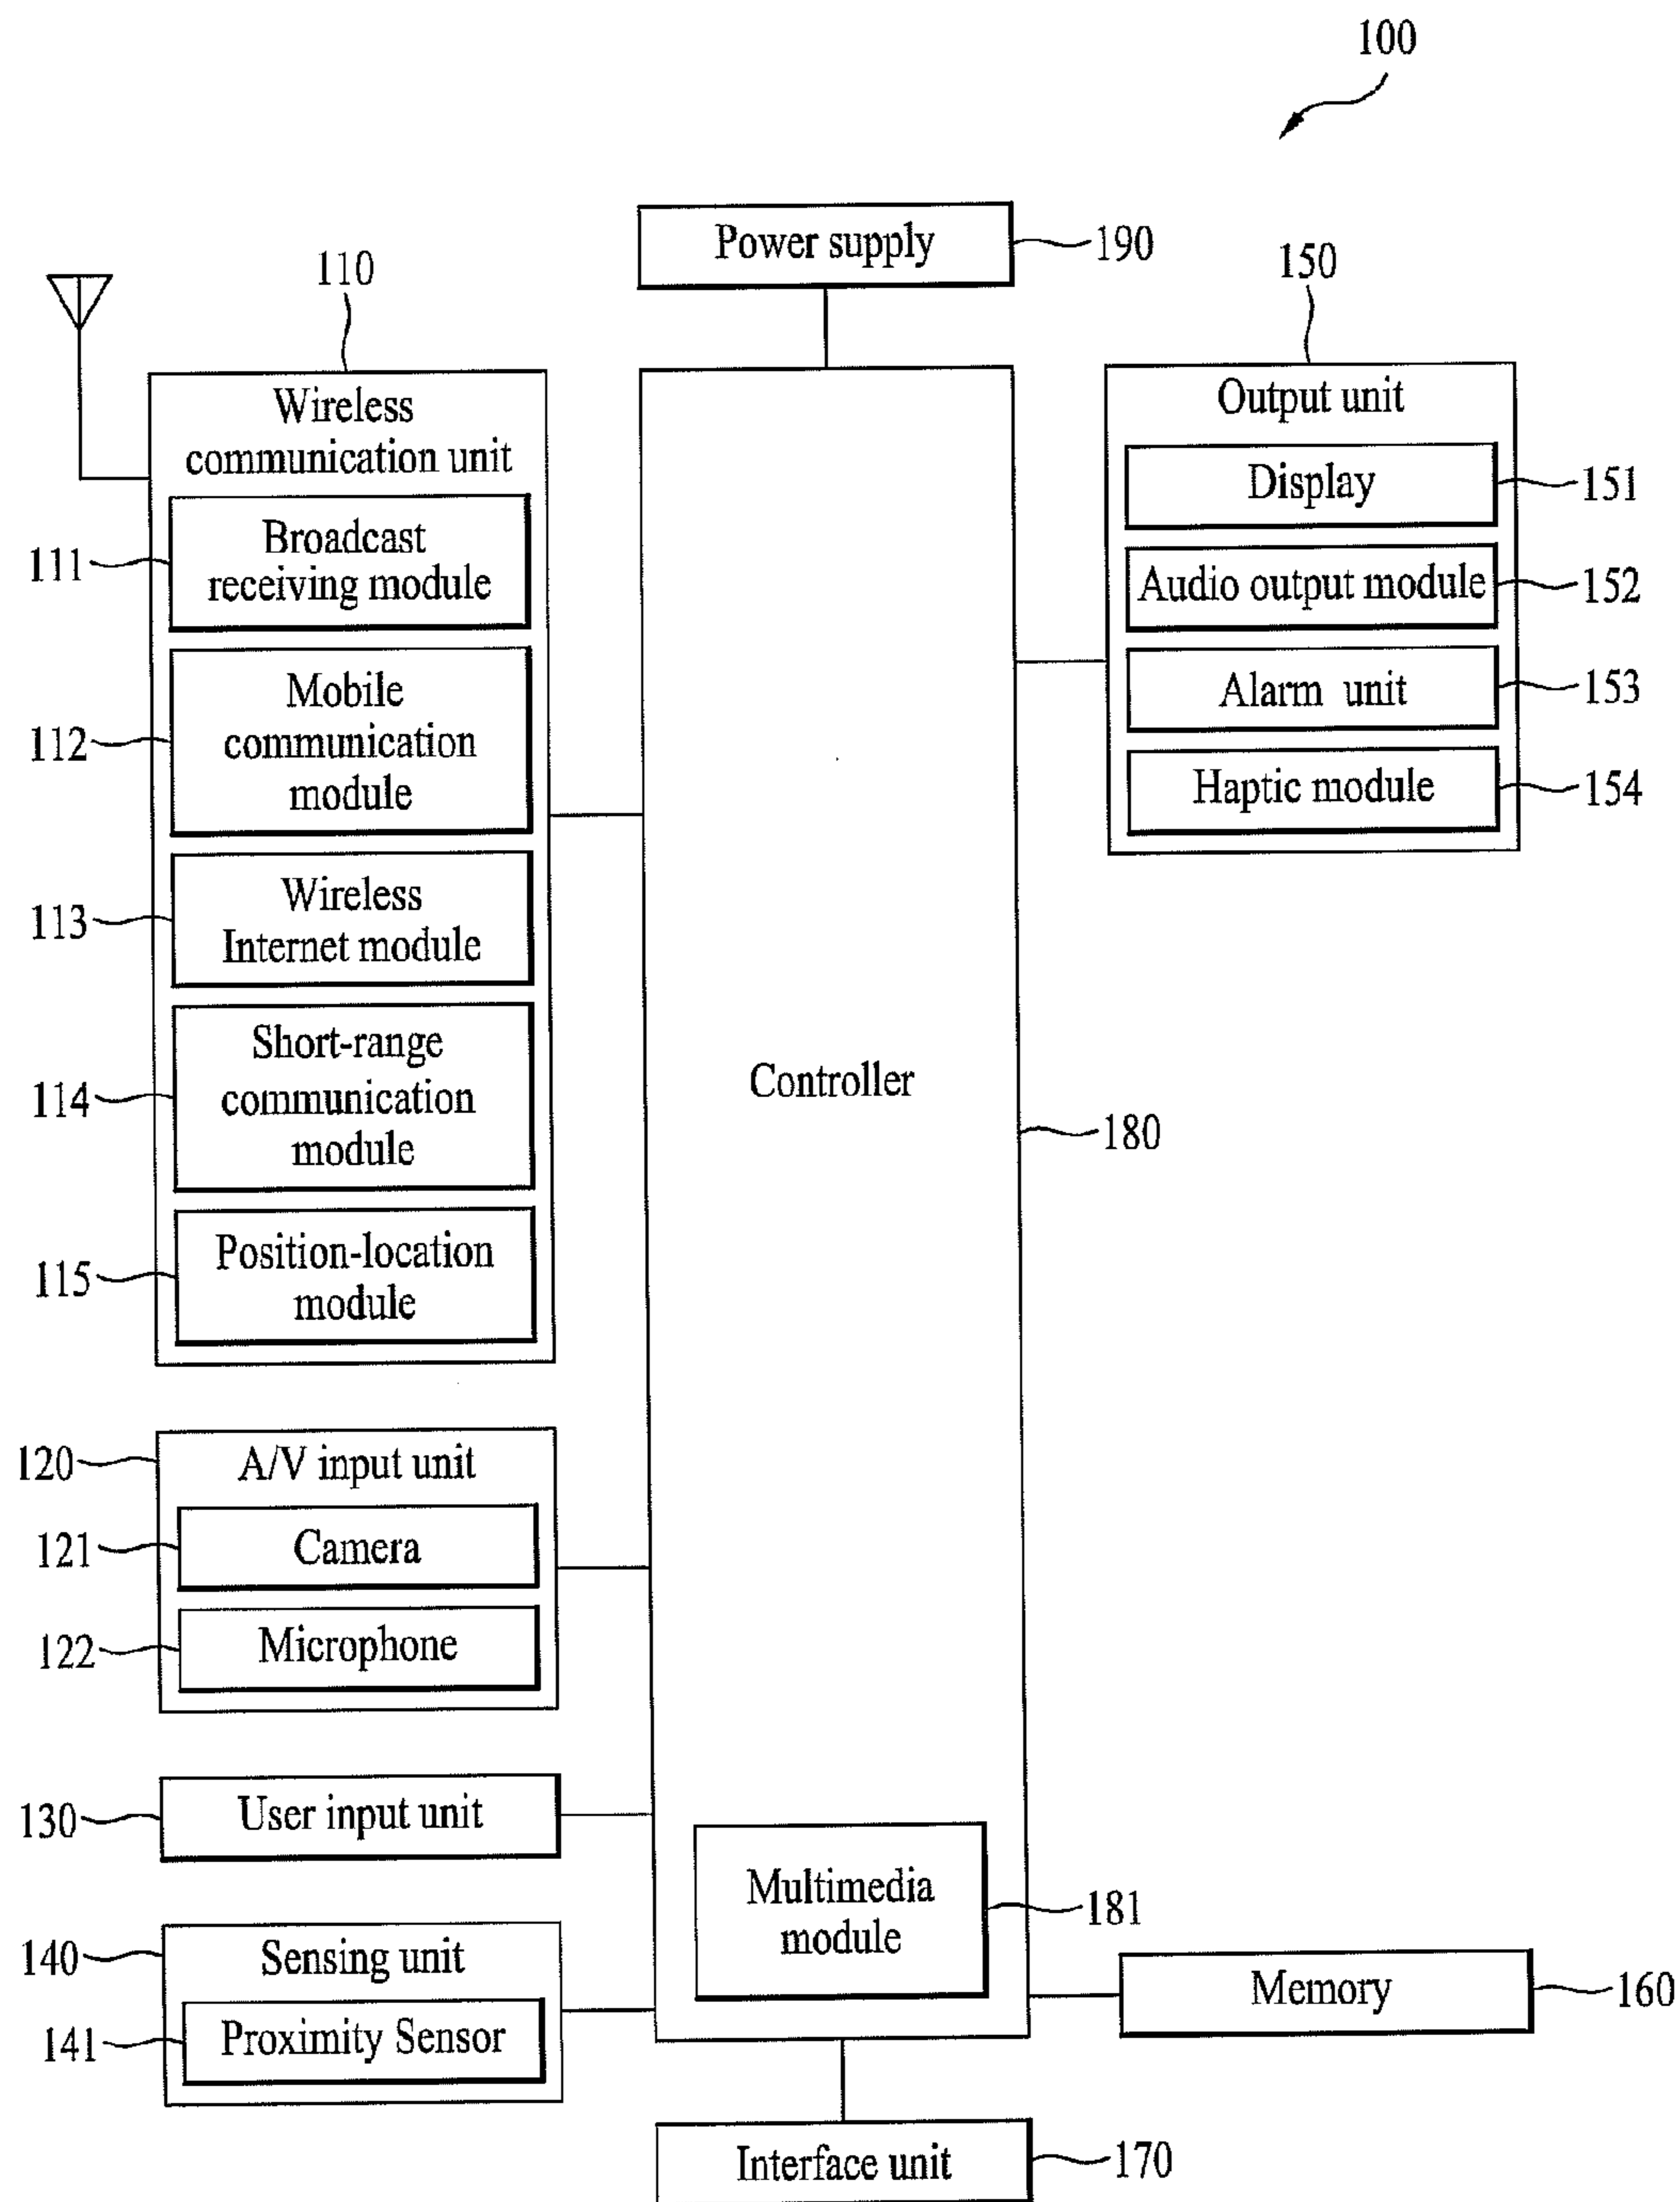 100
Power supply
190
110
Wireless
communication unit
111
Broadcast
receiving module
112
Mobile
communication
module
113
Wireless
Internet module
114
Short-range
communication
module
115
Position-location
module
150
Output unit
Display
151
Audio output module
152
Alarm unit
153
Haptic module
154
Controller
180
120
A/V input unit
121
Camera
122
Microphone
130
User input unit
140
Sensing unit
141
Proximity Sensor
Multimedia
module
181
Memory
160
Interface unit
170